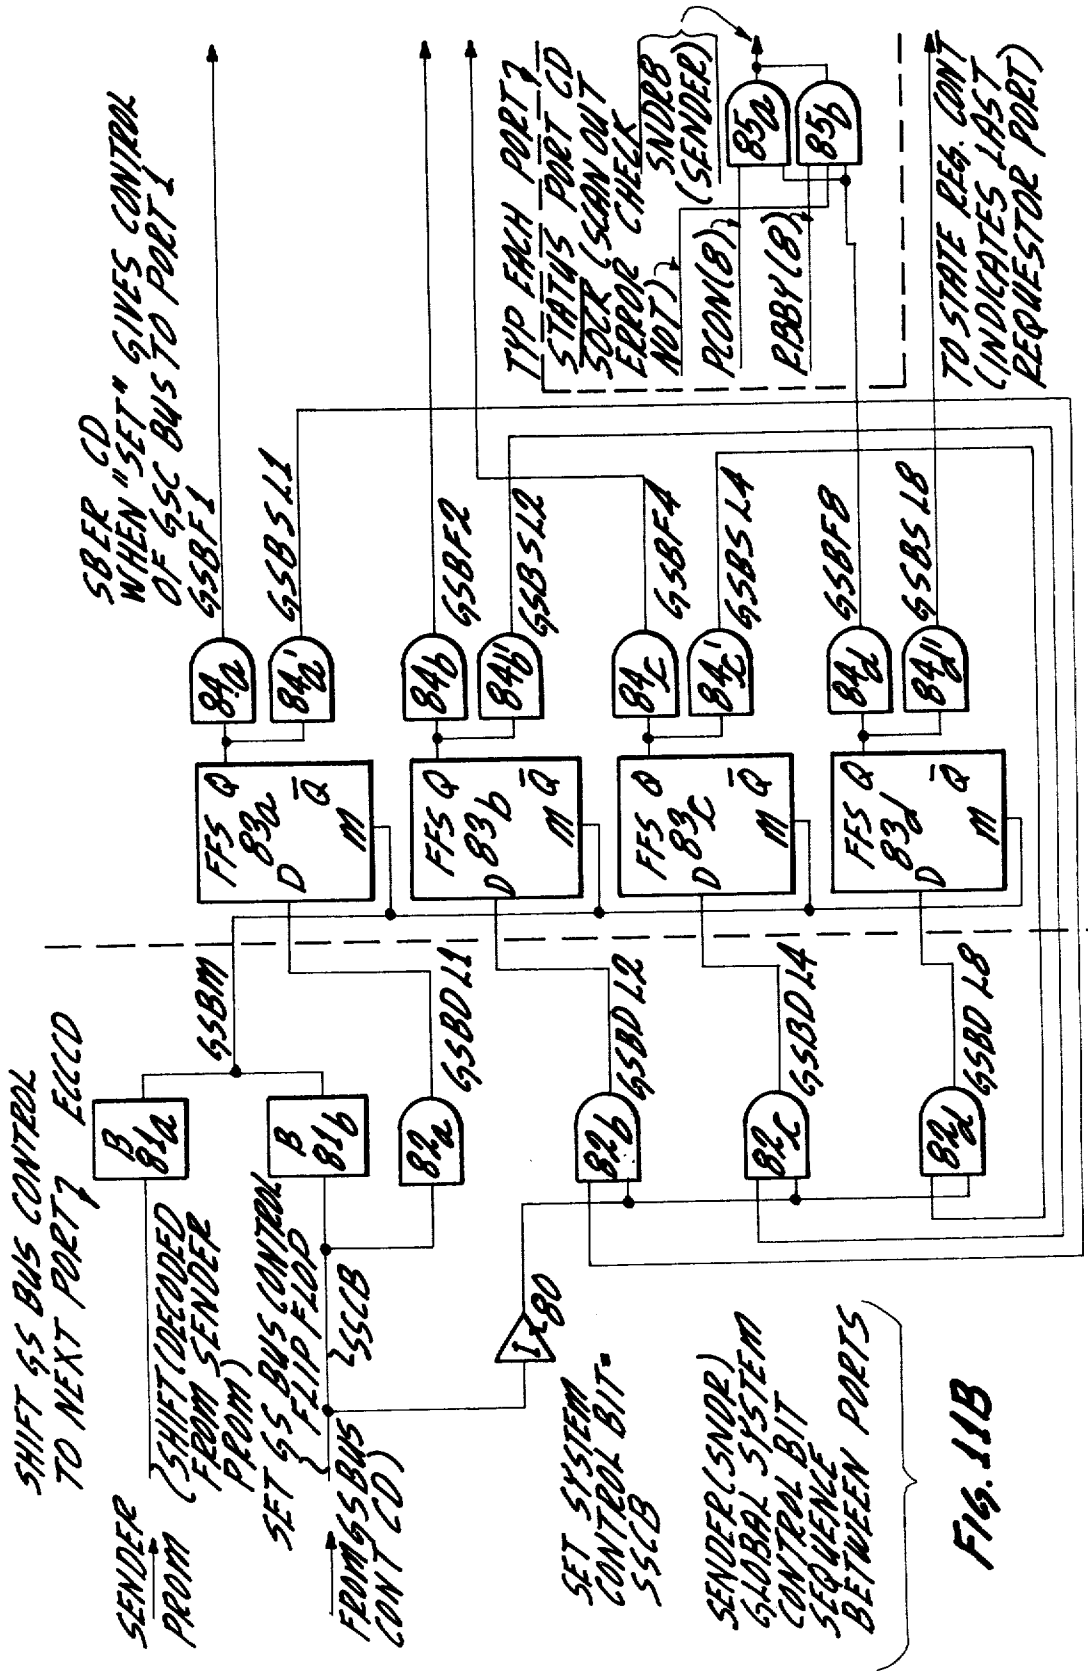 SHIFT GS BUS CONTROL
TO NEXT PORT} ECCCD
SENDER
PROM
(SHIFT (DECODED
FROM SENDER
PROM)
B
81a
GSBM
SET GS BUS CONTROL
FLIP FLOP
B
81b
FROM GS BUS
CONT CD)
SSCB
82a
GSBDL1
I
80
SET SYSTEM
CONTROL BIT=
SSCB
82b
GSBDL2
82c
GSBDL4
82d
GSBDL8
SENDER (SNDR)
GLOBAL SYSTEM
CONTROL BIT
SEQUENCE
BETWEEN PORTS
FIG. 11B
FFS Q
83a
D Q̅
M
FFS Q
83b
D Q̅
M
FFS Q
83c
D Q̅
M
FFS Q
83d
D Q̅
M
SBER CD
WHEN "SET" GIVES CONTROL
OF GSC BUS TO PORT 1
GSBF1
84a
84a'
GSBSL1
84b
GSBF2
84b'
GSBSL2
84c
GSBF4
84c'
GSBSL4
84d
GSBF8
84d'
GSBSL8
TYP EACH PORT}
STATUS PORT CD
SOCK (SCAN OUT
ERROR CHECK
NOT)
SNDR8
(SENDER)
PCON(8)
RBBY(8)
85a
85b
TO STATE REG. CONT
(INDICATES LAST
REQUESTOR PORT)